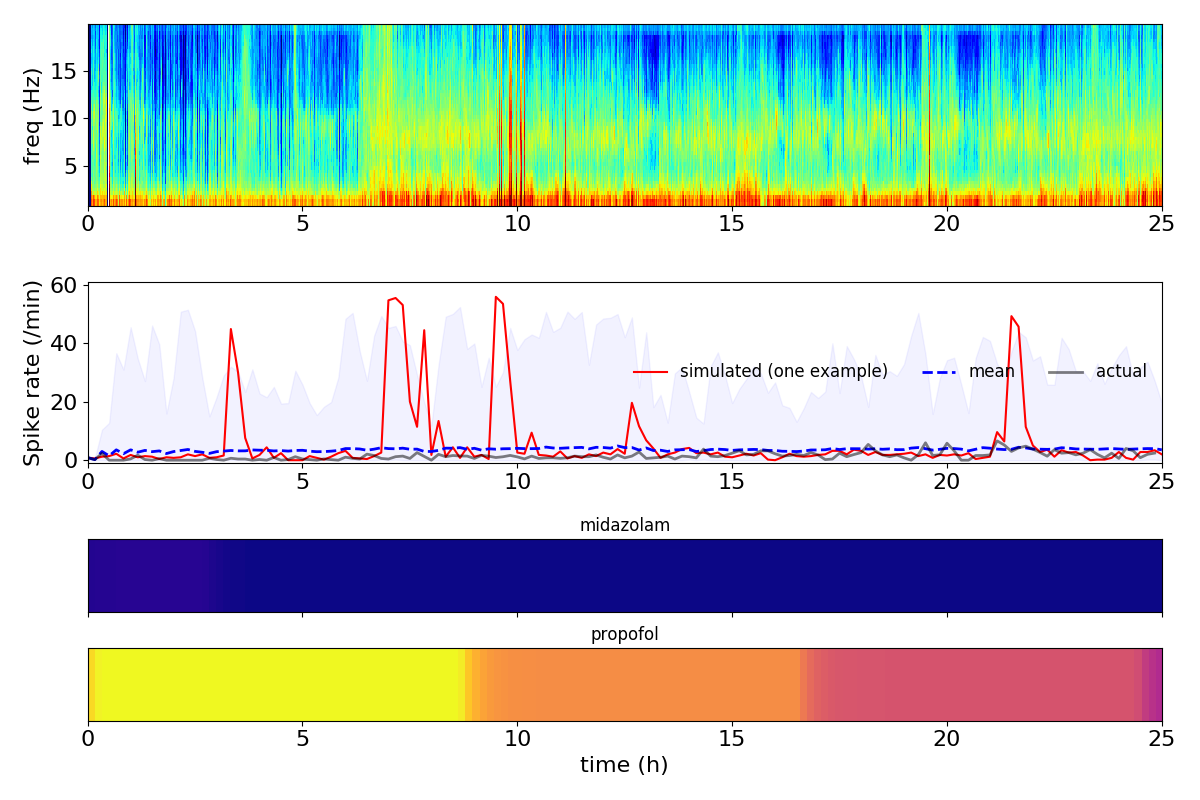 freq (Hz)
15
10
5
0 5 10 15 20 25
Spike rate (/min)
60
40
20
0
simulated (one example) mean actual
0 5 10 15 20 25
midazolam
propofol
0 5 10 15 20 25
time (h)